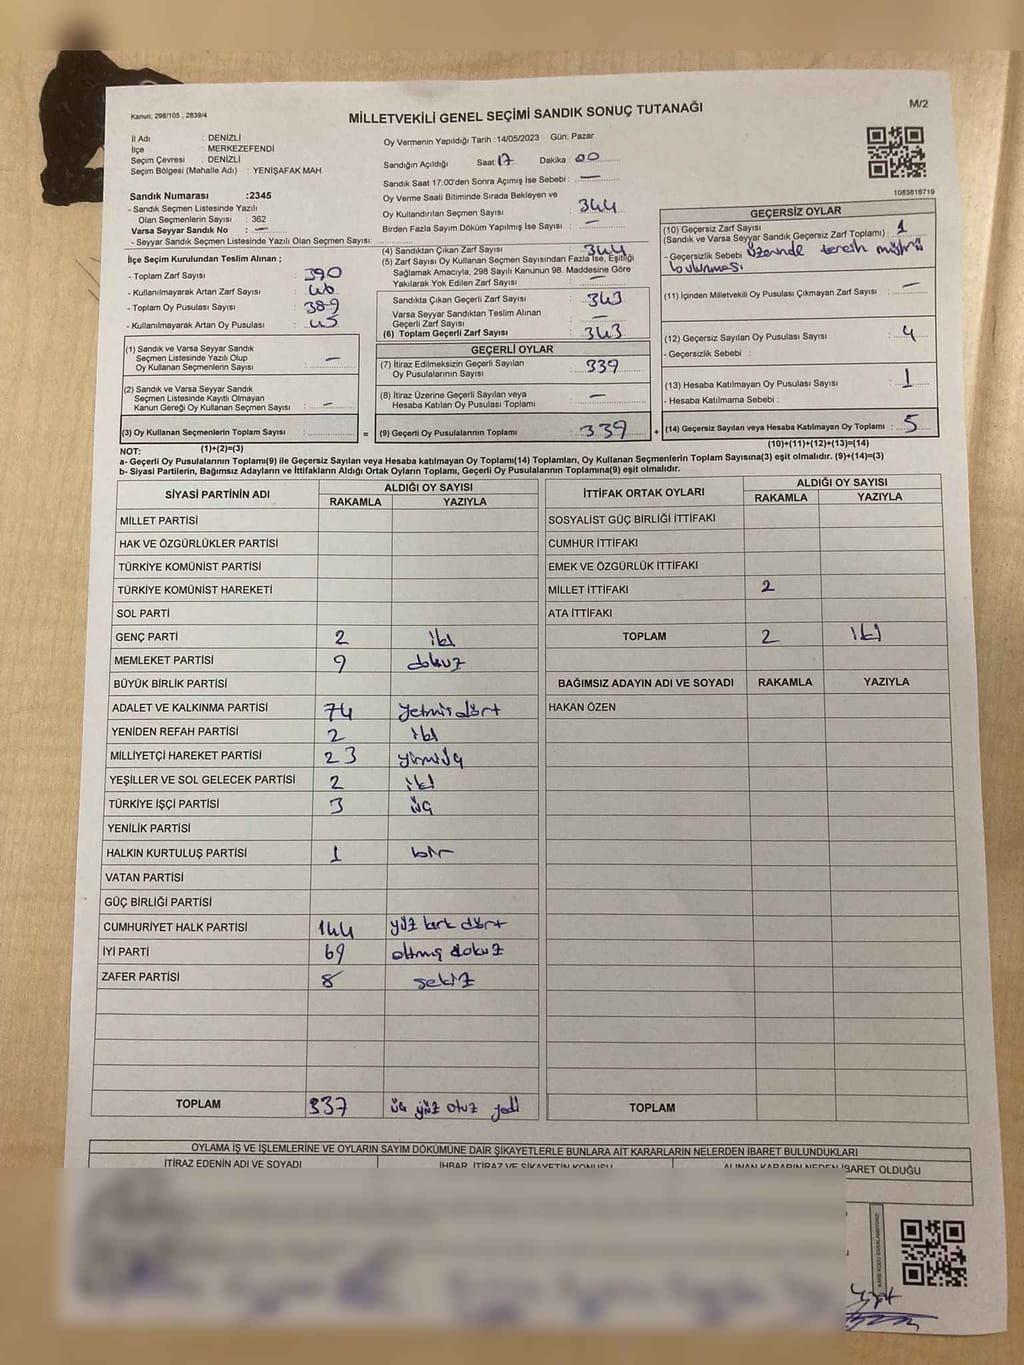 Kanun; 298/105 , 2839/4
MİLLETVEKİLİ GENEL SEÇİMİ SANDIK SONUÇ TUTANAĞI
M/2
İl Adı : DENİZLİ
İlçe : MERKEZEFENDİ
Seçim Çevresi : DENİZLİ
Seçim Bölgesi (Mahalle Adı) : YENİŞAFAK MAH
Sandık Numarası :2345
- Sandık Seçmen Listesinde Yazılı
Olan Seçmenlerin Sayısı : 362
Varsa Seyyar Sandık No : —
- Seyyar Sandık Seçmen Listesinde Yazılı Olan Seçmen Sayısı:
İlçe Seçim Kurulundan Teslim Alınan ;
- Toplam Zarf Sayısı : 390
- Kullanılmayarak Artan Zarf Sayısı : 46
- Toplam Oy Pusulası Sayısı : 389
- Kullanılmayarak Artan Oy Pusulası : 45
(1) Sandık ve Varsa Seyyar Sandık
Seçmen Listesinde Yazılı Olup
Oy Kullanan Seçmenlerin Sayısı : —
(2) Sandık ve Varsa Seyyar Sandık
Seçmen Listesinde Kayıtlı Olmayan
Kanun Gereği Oy Kullanan Seçmen Sayısı : —
(3) Oy Kullanan Seçmenlerin Toplam Sayısı :
(1)+(2)=(3)
Oy Vermenin Yapıldığı Tarih :14/05/2023 Gün: Pazar
Sandığın Açıldığı Saat : 17 Dakika : 00
Sandık Saat 17:00'den Sonra Açılmış İse Sebebi : —
Oy Verme Saati Bitiminde Sırada Bekleyen ve
Oy Kullandırılan Seçmen Sayısı : 344
Birden Fazla Sayım Döküm Yapılmış İse Sayısı : —
(4) Sandıktan Çıkan Zarf Sayısı : 344
(5) Zarf Sayısı Oy Kullanan Seçmen Sayısından Fazla İse, Eşitliği
Sağlamak Amacıyla, 298 Sayılı Kanunun 98. Maddesine Göre
Yakılarak Yok Edilen Zarf Sayısı : —
Sandıkta Çıkan Geçerli Zarf Sayısı : 343
Varsa Seyyar Sandıktan Teslim Alınan
Geçerli Zarf Sayısı : —
(6) Toplam Geçerli Zarf Sayısı : 343
GEÇERLİ OYLAR
(7) İtiraz Edilmeksizin Geçerli Sayılan
Oy Pusulalarının Sayısı : 339
(8) İtiraz Üzerine Geçerli Sayılan veya
Hesaba Katılan Oy Pusulası Toplamı : —
= (9) Geçerli Oy Pusulalarının Toplamı : 339
1063816719
GEÇERSİZ OYLAR
(10) Geçersiz Zarf Sayısı : 1
(Sandık ve Varsa Seyyar Sandık Geçersiz Zarf Toplamı)
- Geçersizlik Sebebi : üzerinde tercih mührü
bulunması
(11) İçinden Milletvekili Oy Pusulası Çıkmayan Zarf Sayısı : —
(12) Geçersiz Sayılan Oy Pusulası Sayısı : 4
- Geçersizlik Sebebi :
(13) Hesaba Katılmayan Oy Pusulası Sayısı : 1
- Hesaba Katılmama Sebebi :
+ (14) Geçersiz Sayılan veya Hesaba Katılmayan Oy Toplamı : 5
(10)+(11)+(12)+(13)=(14)
NOT:
a- Geçerli Oy Pusulalarının Toplamı(9) ile Geçersiz Sayılan veya Hesaba katılmayan Oy Toplamı(14) Toplamları, Oy Kullanan Seçmenlerin Toplam Sayısına(3) eşit olmalıdır. (9)+(14)=(3)
b- Siyasi Partilerin, Bağımsız Adayların ve İttifakların Aldığı Oyların Toplamı, Geçerli Oy Pusulalarının Toplamına(9) eşit olmalıdır.
SİYASİ PARTİNİN ADI ALDIĞI OY SAYISI
RAKAMLA YAZIYLA
MİLLET PARTİSİ
HAK VE ÖZGÜRLÜKLER PARTİSİ
TÜRKİYE KOMÜNİST PARTİSİ
TÜRKİYE KOMÜNİST HAREKETİ
SOL PARTİ
GENÇ PARTİ 2 iki
MEMLEKET PARTİSİ 9 dokuz
BÜYÜK BİRLİK PARTİSİ
ADALET VE KALKINMA PARTİSİ 74 Yetmişdört
YENİDEN REFAH PARTİSİ 2 iki
MİLLİYETÇİ HAREKET PARTİSİ 23 yirmiüç
YEŞİLLER VE SOL GELECEK PARTİSİ 2 iki
TÜRKİYE İŞÇİ PARTİSİ 3 üç
YENİLİK PARTİSİ
HALKIN KURTULUŞ PARTİSİ 1 bir
VATAN PARTİSİ
GÜÇ BİRLİĞİ PARTİSİ
CUMHURİYET HALK PARTİSİ 144 yüz kırk dört
İYİ PARTİ 69 altmış dokuz
ZAFER PARTİSİ 8 sekiz
TOPLAM 337 üç yüz otuz yedi
İTTİFAK ORTAK OYLARI ALDIĞI OY SAYISI
RAKAMLA YAZIYLA
SOSYALİST GÜÇ BİRLİĞİ İTTİFAKI
CUMHUR İTTİFAKI
EMEK VE ÖZGÜRLÜK İTTİFAKI
MİLLET İTTİFAKI 2
ATA İTTİFAKI
TOPLAM 2 iki
BAĞIMSIZ ADAYIN ADI VE SOYADI RAKAMLA YAZIYLA
HAKAN ÖZEN
TOPLAM
OYLAMA İŞ VE İŞLEMLERİNE VE OYLARIN SAYIM DÖKÜMÜNE DAİR ŞİKAYETLERLE BUNLARA AİT KARARLARIN NELERDEN İBARET BULUNDUKLARI
İTİRAZ EDENİN ADI VE SOYADI İHBAR, İTİRAZ VE ŞİKAYETİN KONUSU ALINAN KARARIN NEDEN İBARET OLDUĞU